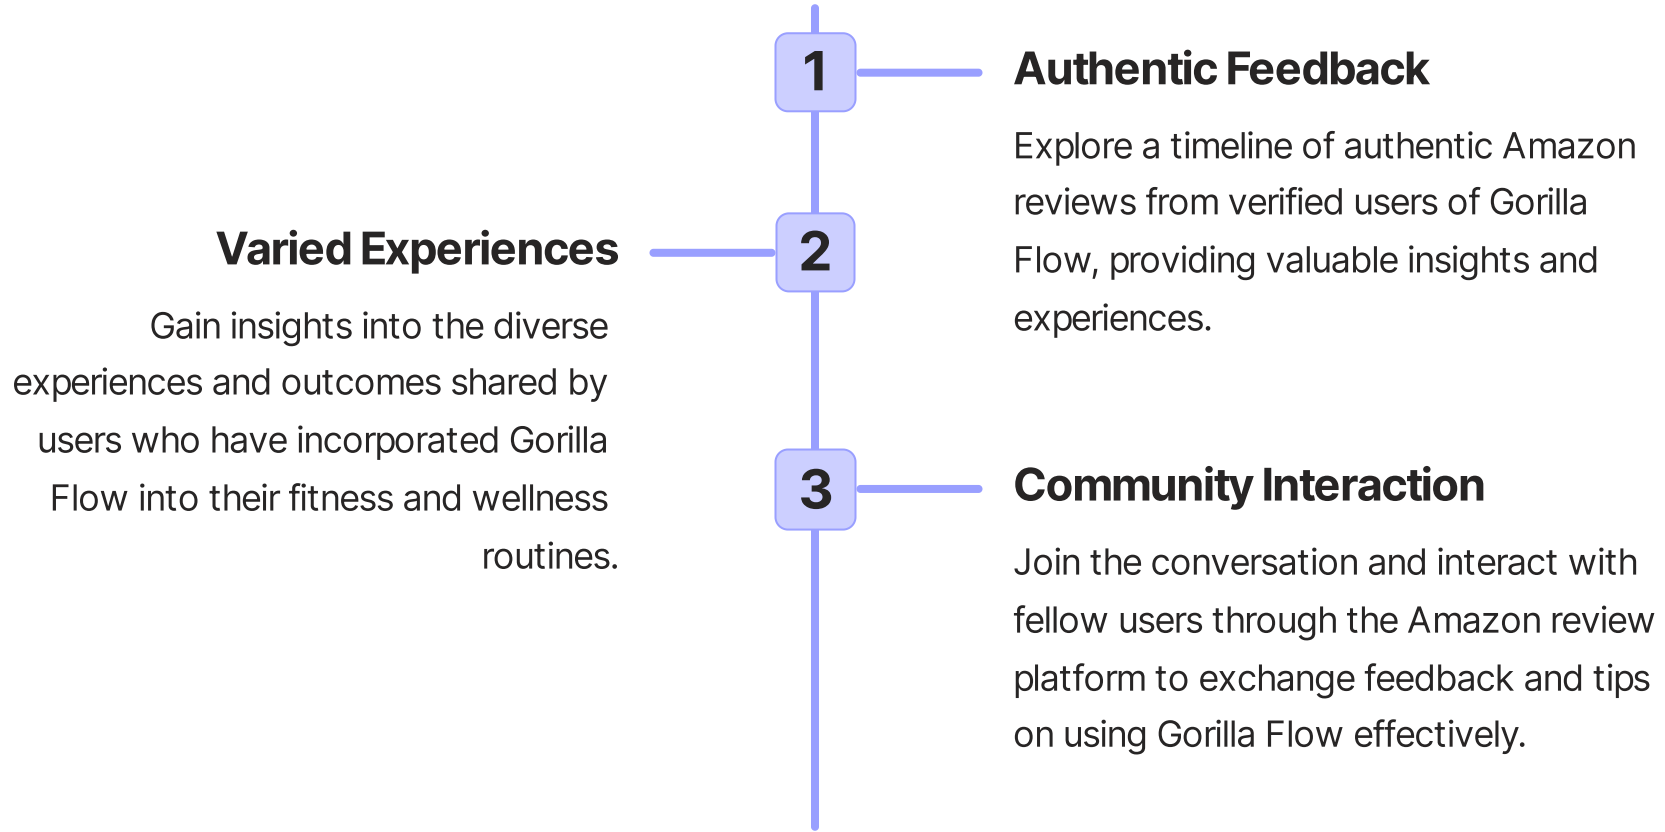 1
Authentic Feedback
Explore a timeline of authentic Amazon
reviews from verified users of Gorilla
Flow, providing valuable insights and
experiences.
2
Varied Experiences
Gain insights into the diverse
experiences and outcomes shared by
users who have incorporated Gorilla
Flow into their fitness and wellness
routines.
3
Community Interaction
Join the conversation and interact with
fellow users through the Amazon review
platform to exchange feedback and tips
on using Gorilla Flow effectively.